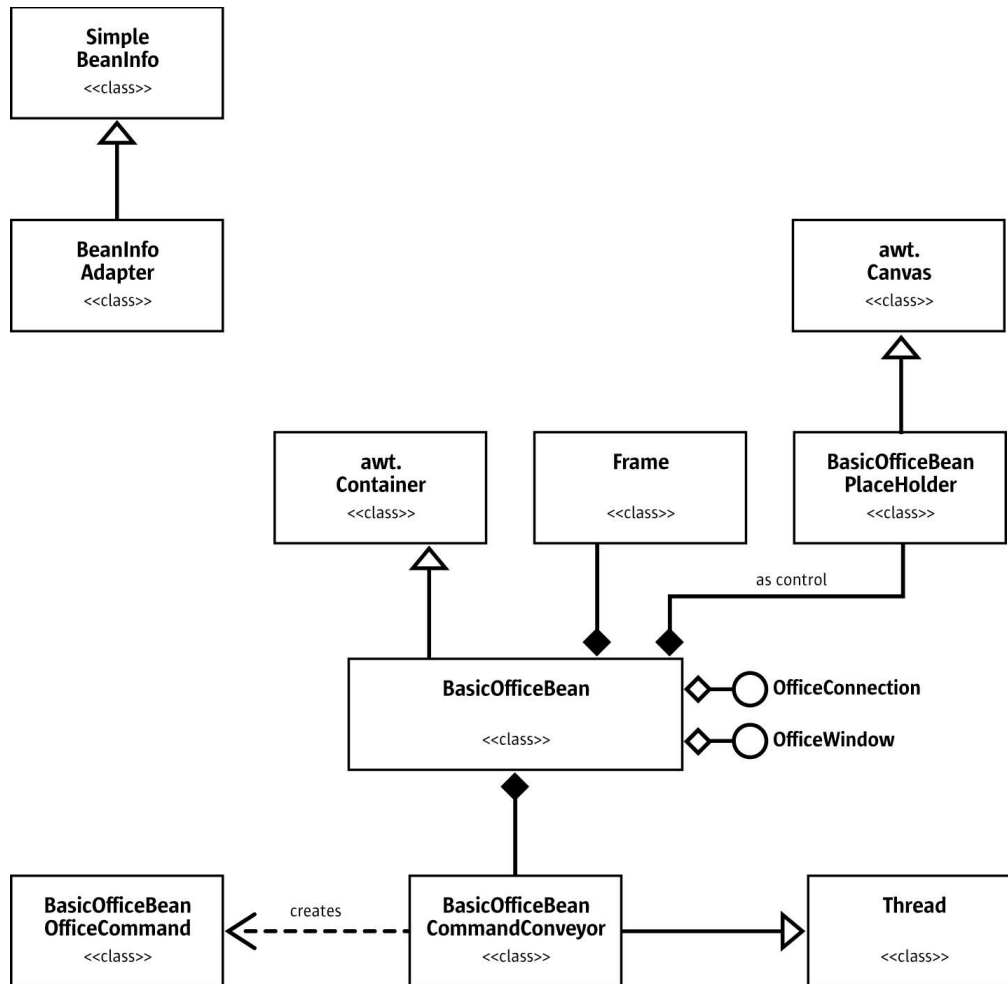 Simple
BeanInfo
<<class>>
BeanInfo
Adapter
<<class>>
awt.
Canvas
<<class>>
awt.
Container
<<class>>
Frame
<<class>>
BasicOfficeBean
PlaceHolder
<<class>>
as control
BasicOfficeBean
<<class>>
OfficeConnection
OfficeWindow
BasicOfficeBean
OfficeCommand
<<class>>
creates
BasicOfficeBean
CommandConveyor
<<class>>
Thread
<<class>>